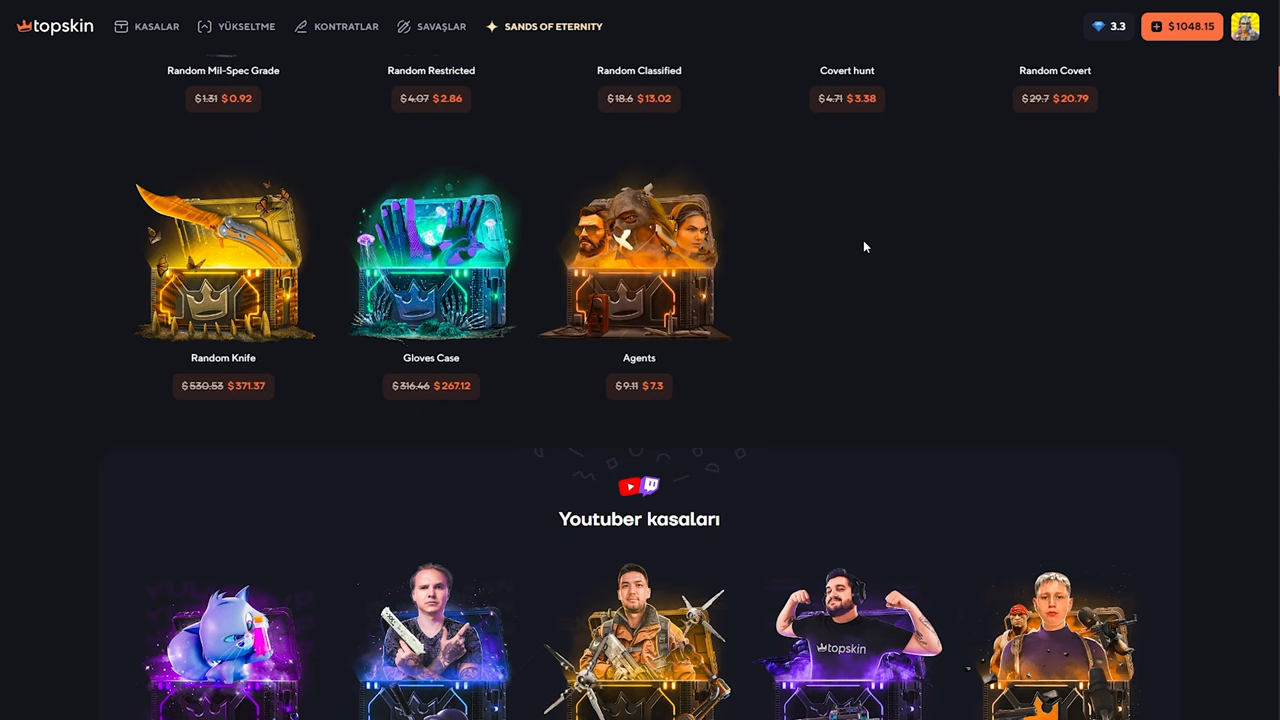 topskin
KASALAR
YÜKSELTME
KONTRATLAR
SAVAŞLAR
SANDS OF ETERNITY
3.3
$1048.15
Random Mil-Spec Grade
Random Restricted
Random Classified
Covert hunt
Random Covert
$1.31 $0.92
$4.07 $2.86
$18.6 $13.02
$4.71 $3.38
$29.7 $20.79
Random Knife
Gloves Case
Agents
$530.53 $371.37
$316.46 $267.12
$9.11 $7.3
Youtuber kasaları
topskin